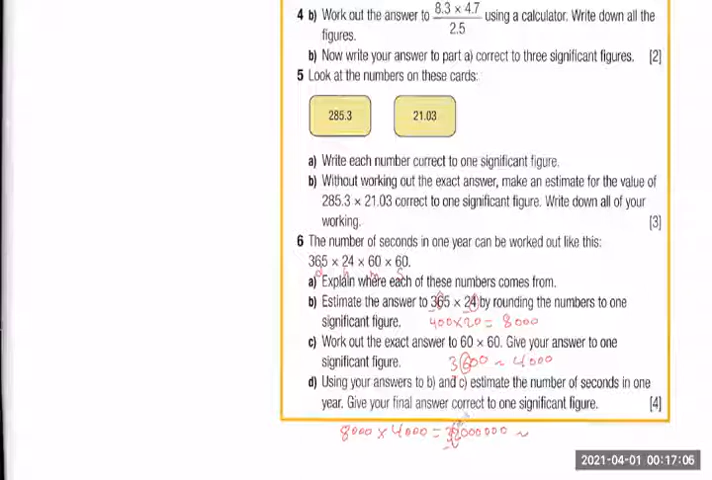 4 b) Work out the answer to 8.3 × 4.7 / 2.5 using a calculator. Write down all the
figures.
b) Now write your answer to part a) correct to three significant figures. [2]
5 Look at the numbers on these cards:
285.3 21.03
a) Write each number correct to one significant figure.
b) Without working out the exact answer, make an estimate for the value of
285.3 × 21.03 correct to one significant figure. Write down all of your
working. [3]
6 The number of seconds in one year can be worked out like this:
365 × 24 × 60 × 60.
d h m s
a) Explain where each of these numbers comes from.
b) Estimate the answer to 365 × 24 by rounding the numbers to one
significant figure. 400×20 = 8000
c) Work out the exact answer to 60 × 60. Give your answer to one
significant figure. 3600 ~ 4000
d) Using your answers to b) and c) estimate the number of seconds in one
year. Give your final answer correct to one significant figure. [4]
8000 × 4000 = 32000000 ~
2021-04-01 00:17:06